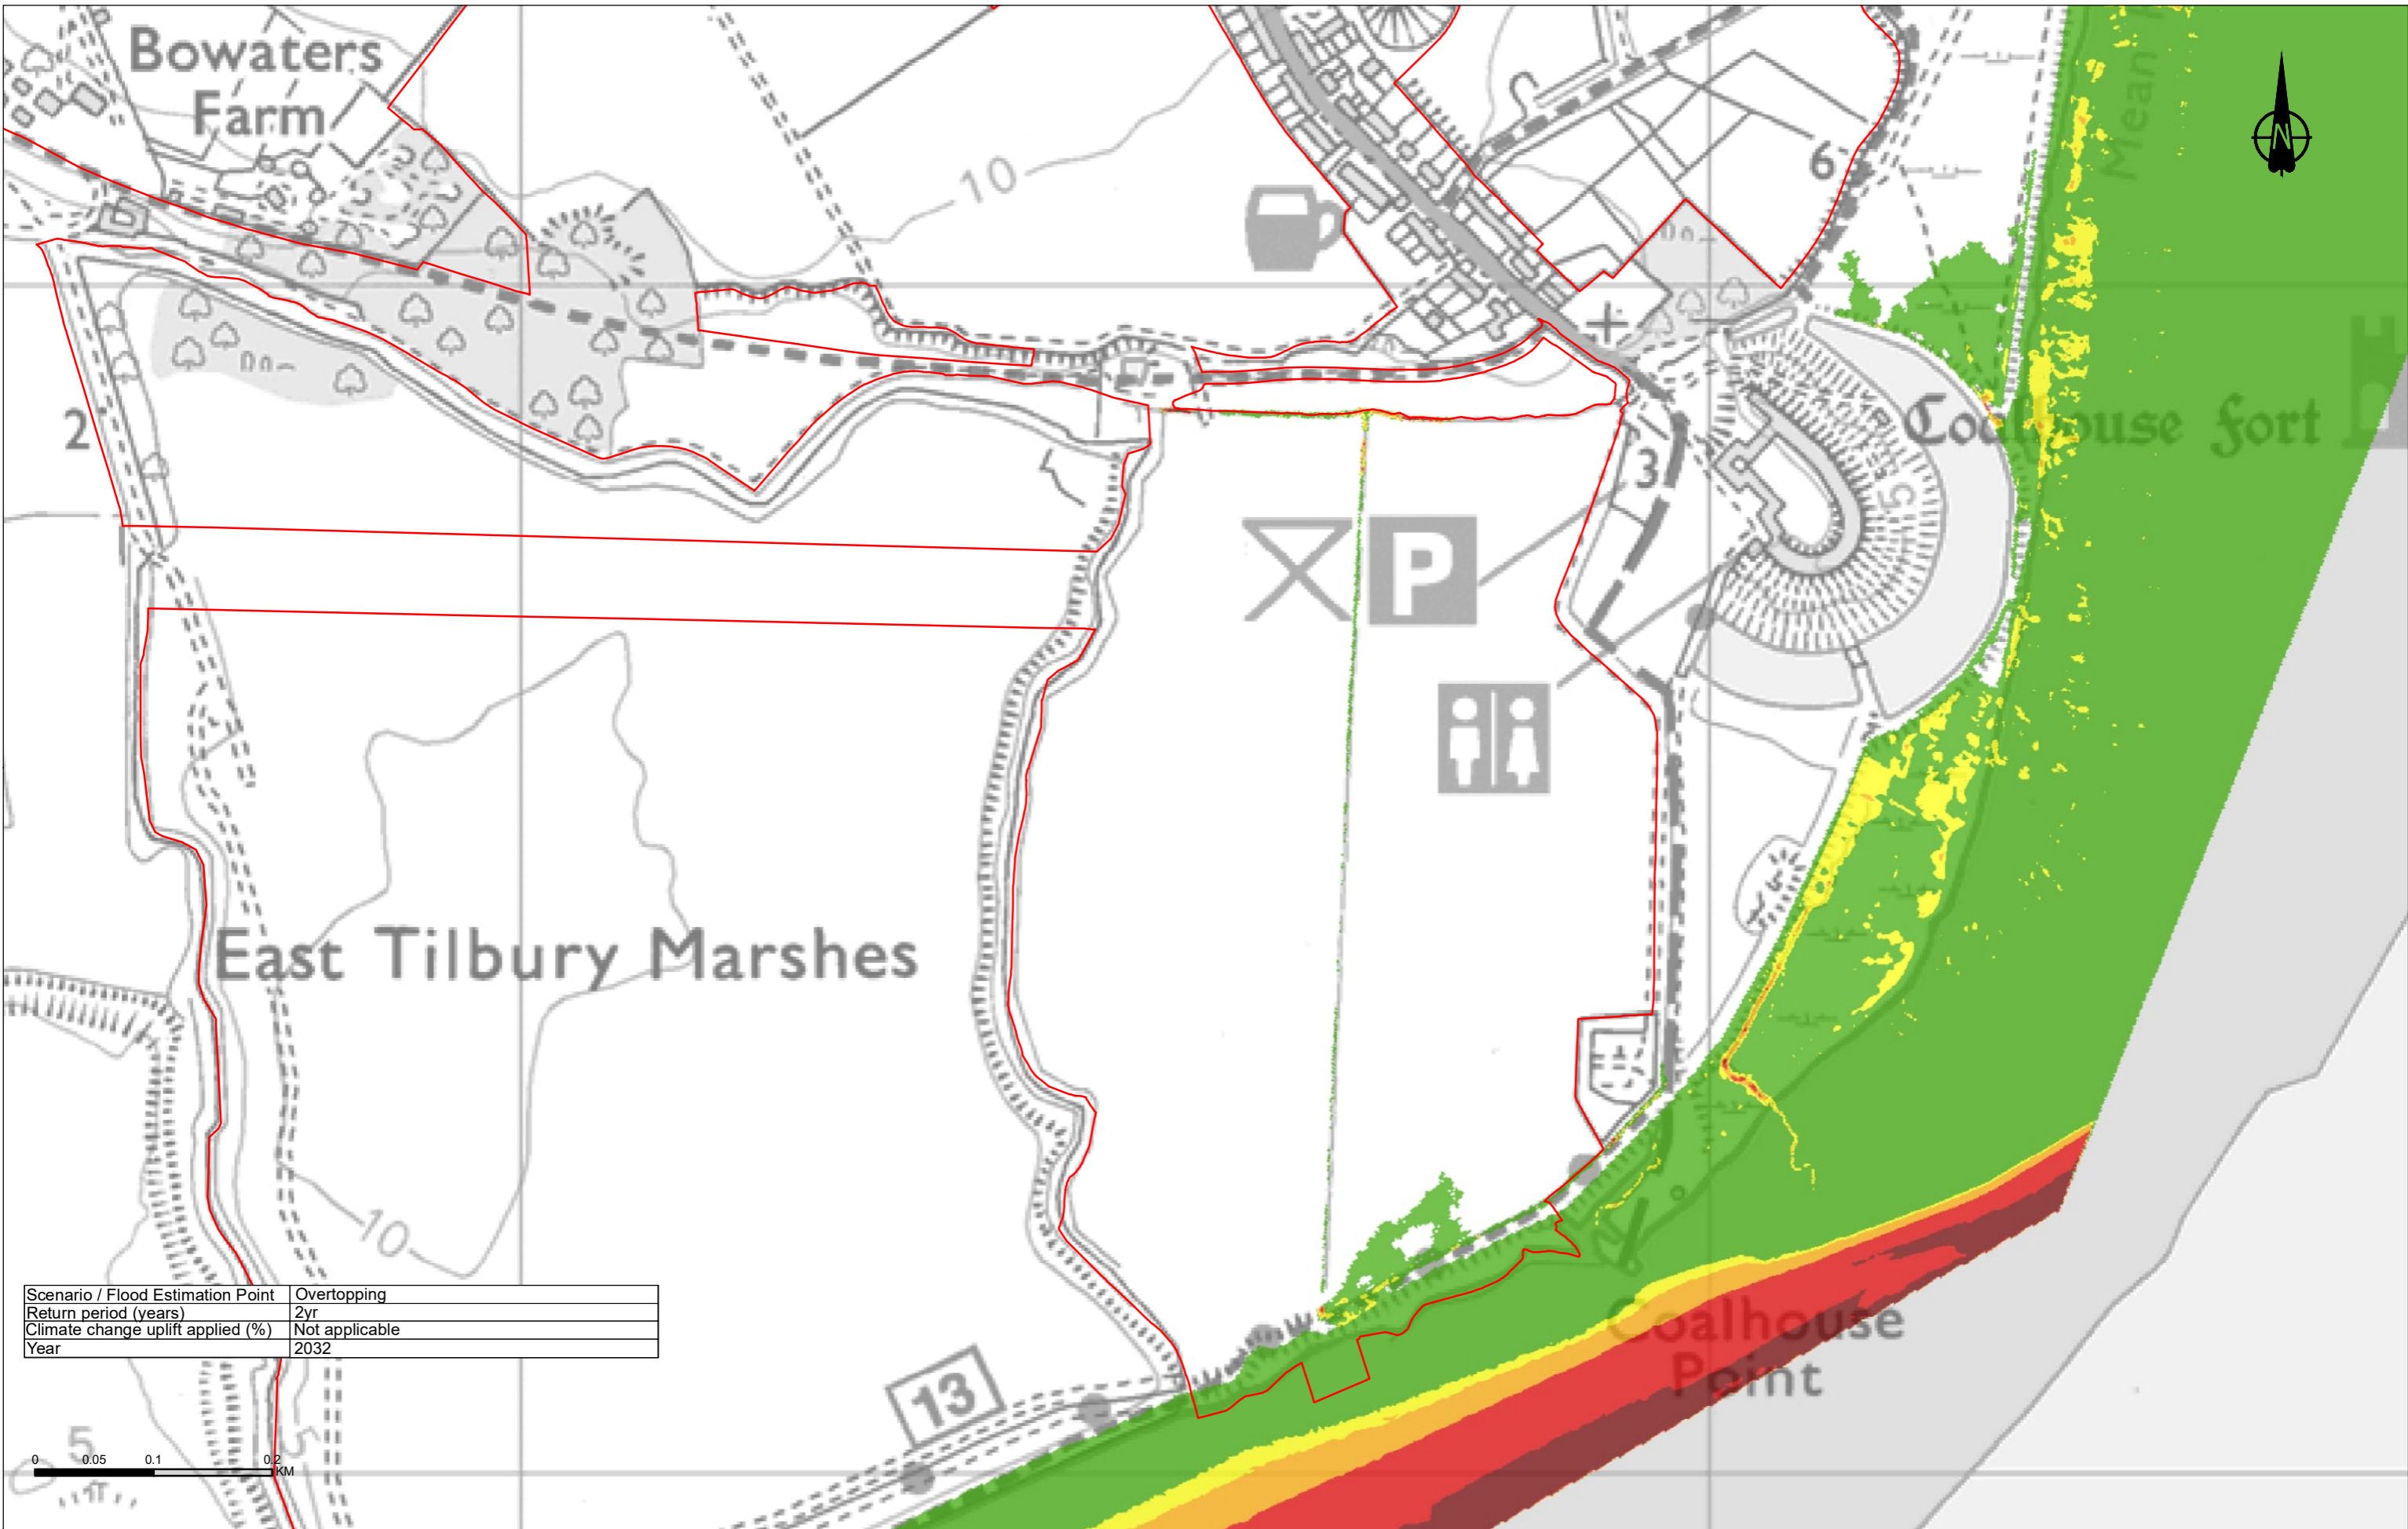 Bowaters
Farm
Mean
N
10
6
2
3
Coalhouse Fort
P
East Tilbury Marshes
10
Scenario / Flood Estimation Point Overtopping
Return period (years) 2yr
Climate change uplift applied (%) Not applicable
Year 2032
Coalhouse
Point
13
5
0 0.05 0.1 0.2
KM